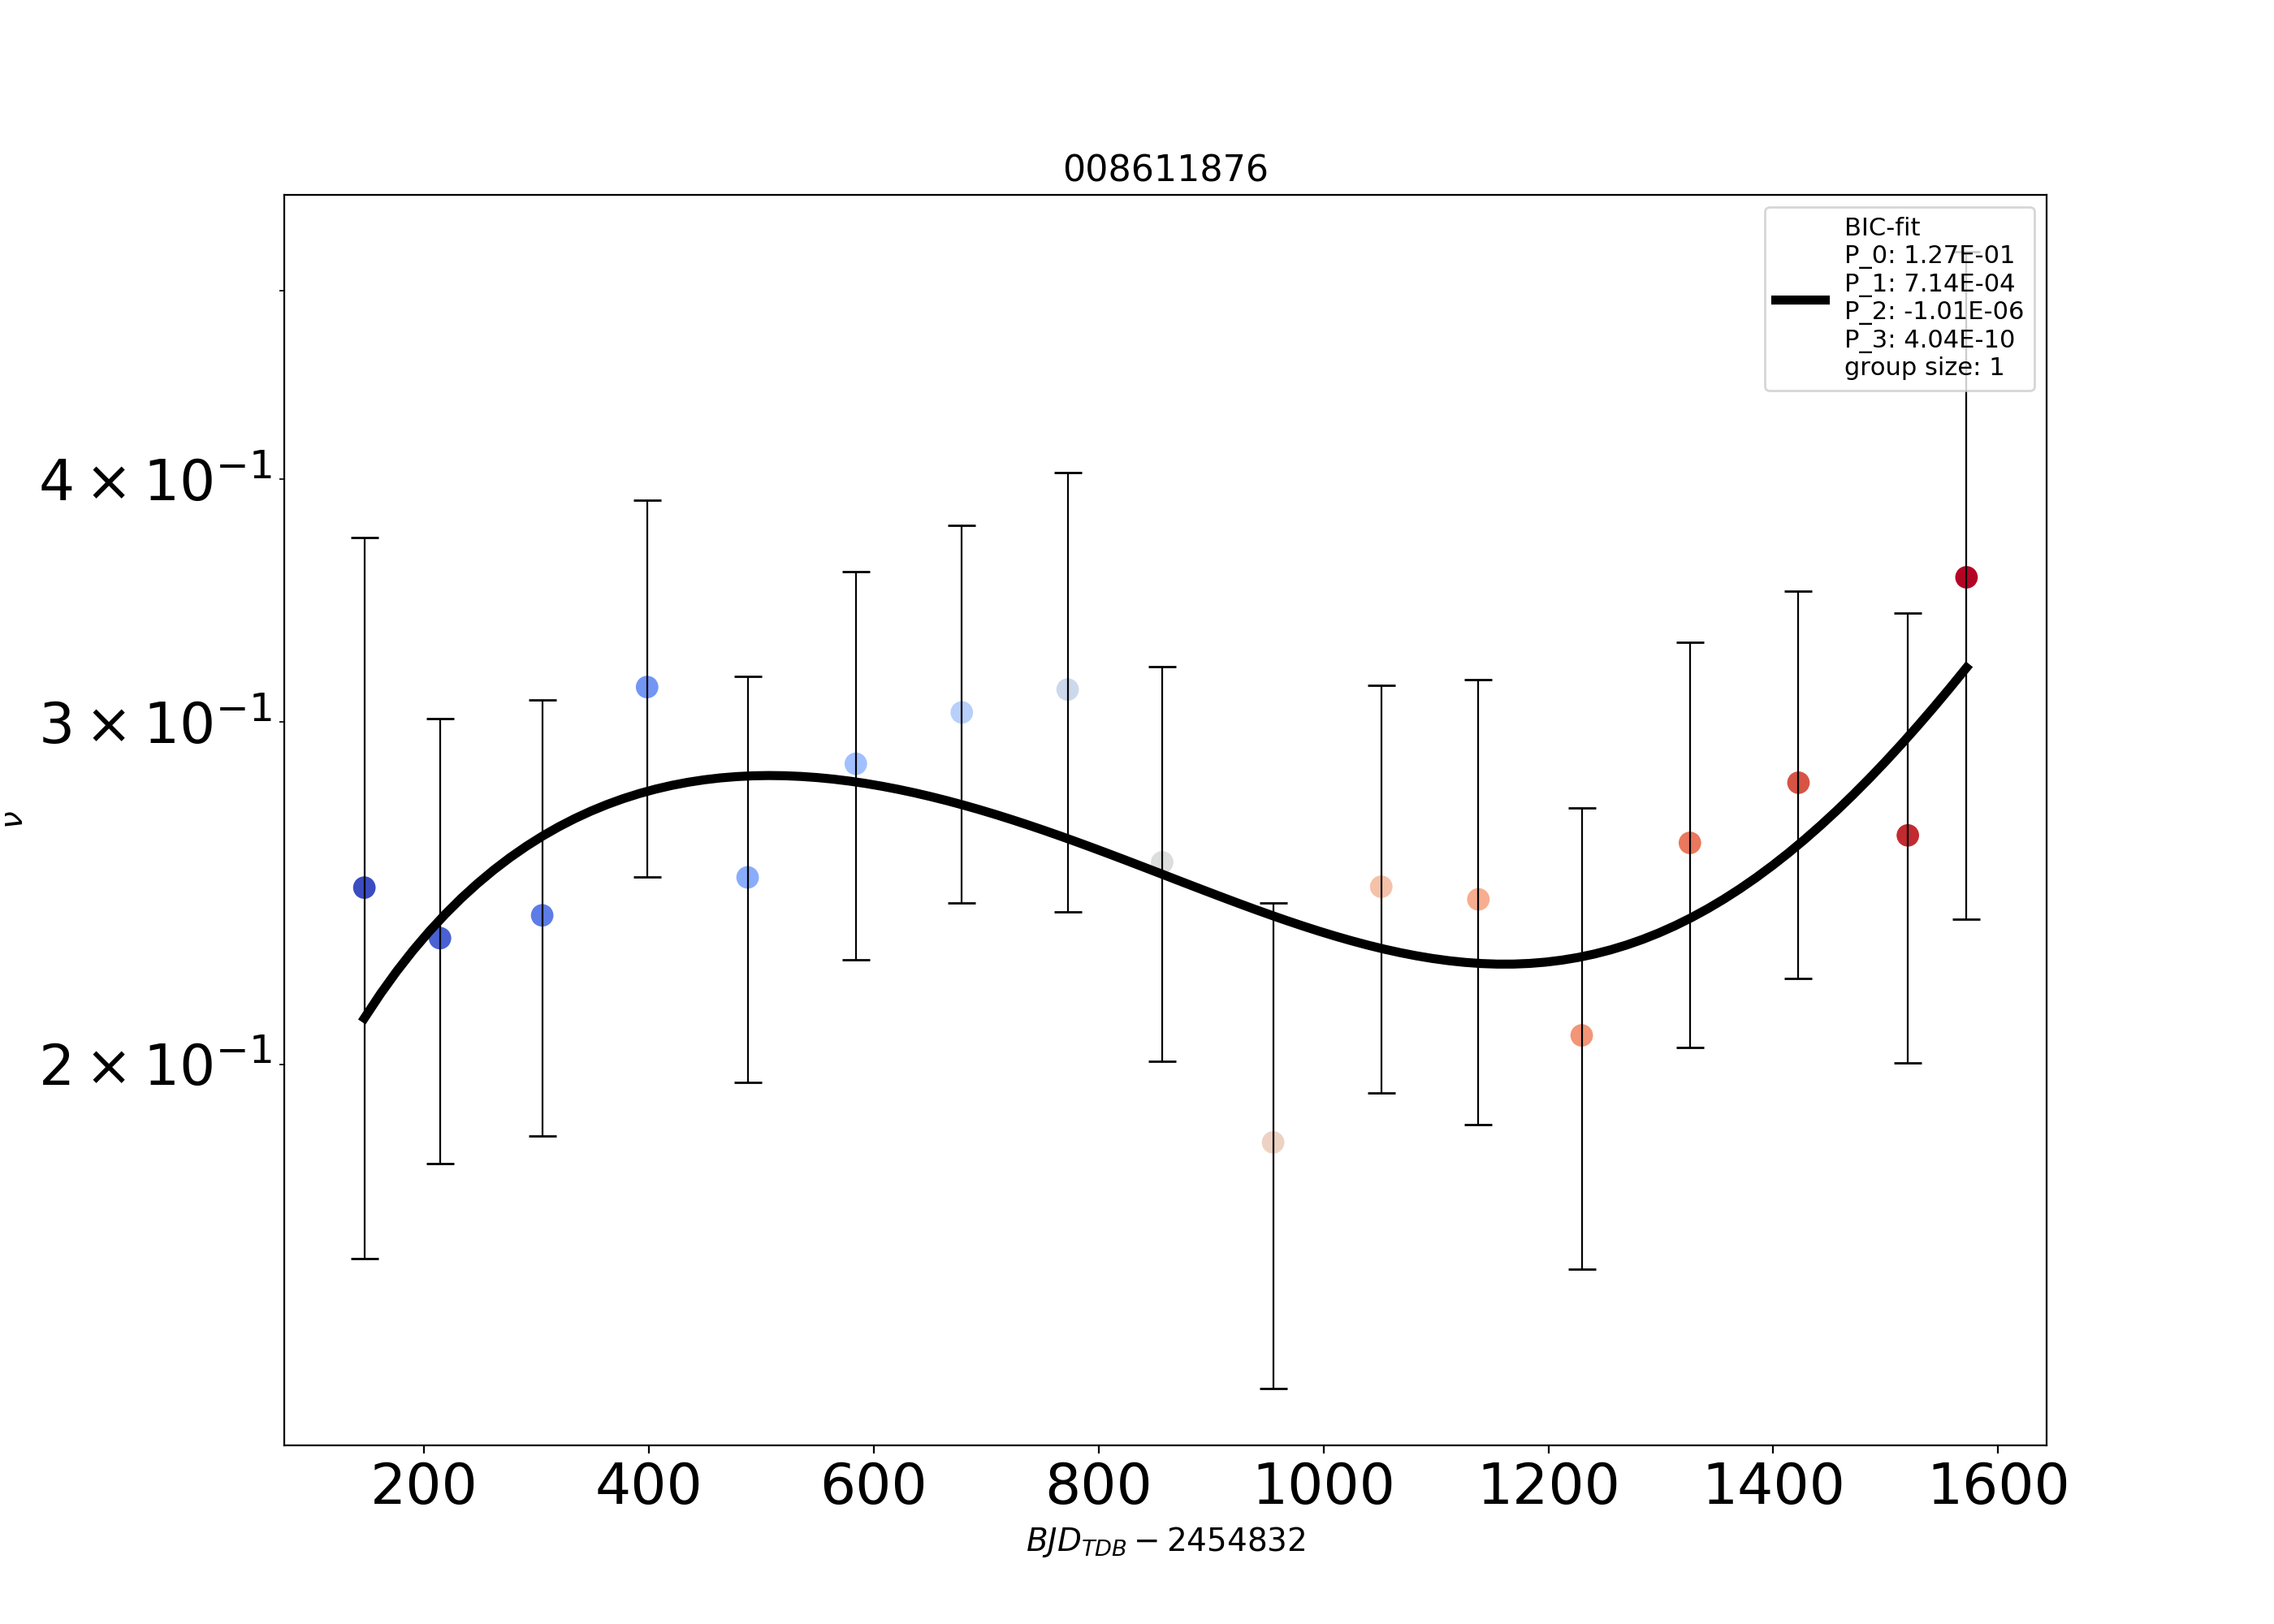 008611876
BIC-fit
P_0: 1.27E-01
P_1: 7.14E-04
P_2: -1.01E-06
P_3: 4.04E-10
group size: 1
4 × 10⁻¹
3 × 10⁻¹
2 × 10⁻¹
ν
200 400 600 800 1000 1200 1400 1600
BJD_TDB − 2454832